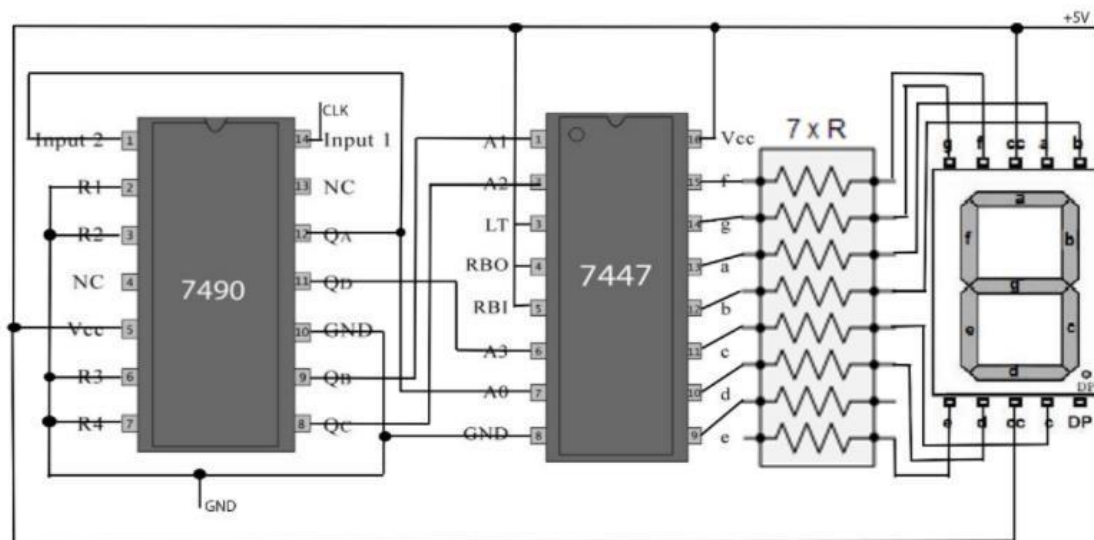 +5V
CLK
7 x R
Input 2 1 14 Input 1
R1 2 13 NC
R2 3 12 QA
NC 4 11 QD
Vcc 5 10 GND
R3 6 9 QB
R4 7 8 QC
7490
GND
A1 1 16 Vcc
A2 2 15 f
LT 3 14 g
RBO 4 13 a
RBI 5 12 b
A3 6 11 c
A0 7 10 d
GND 8 9 e
7447
g f cc a b
a
f b
g
e c
d
DP
e d cc c DP